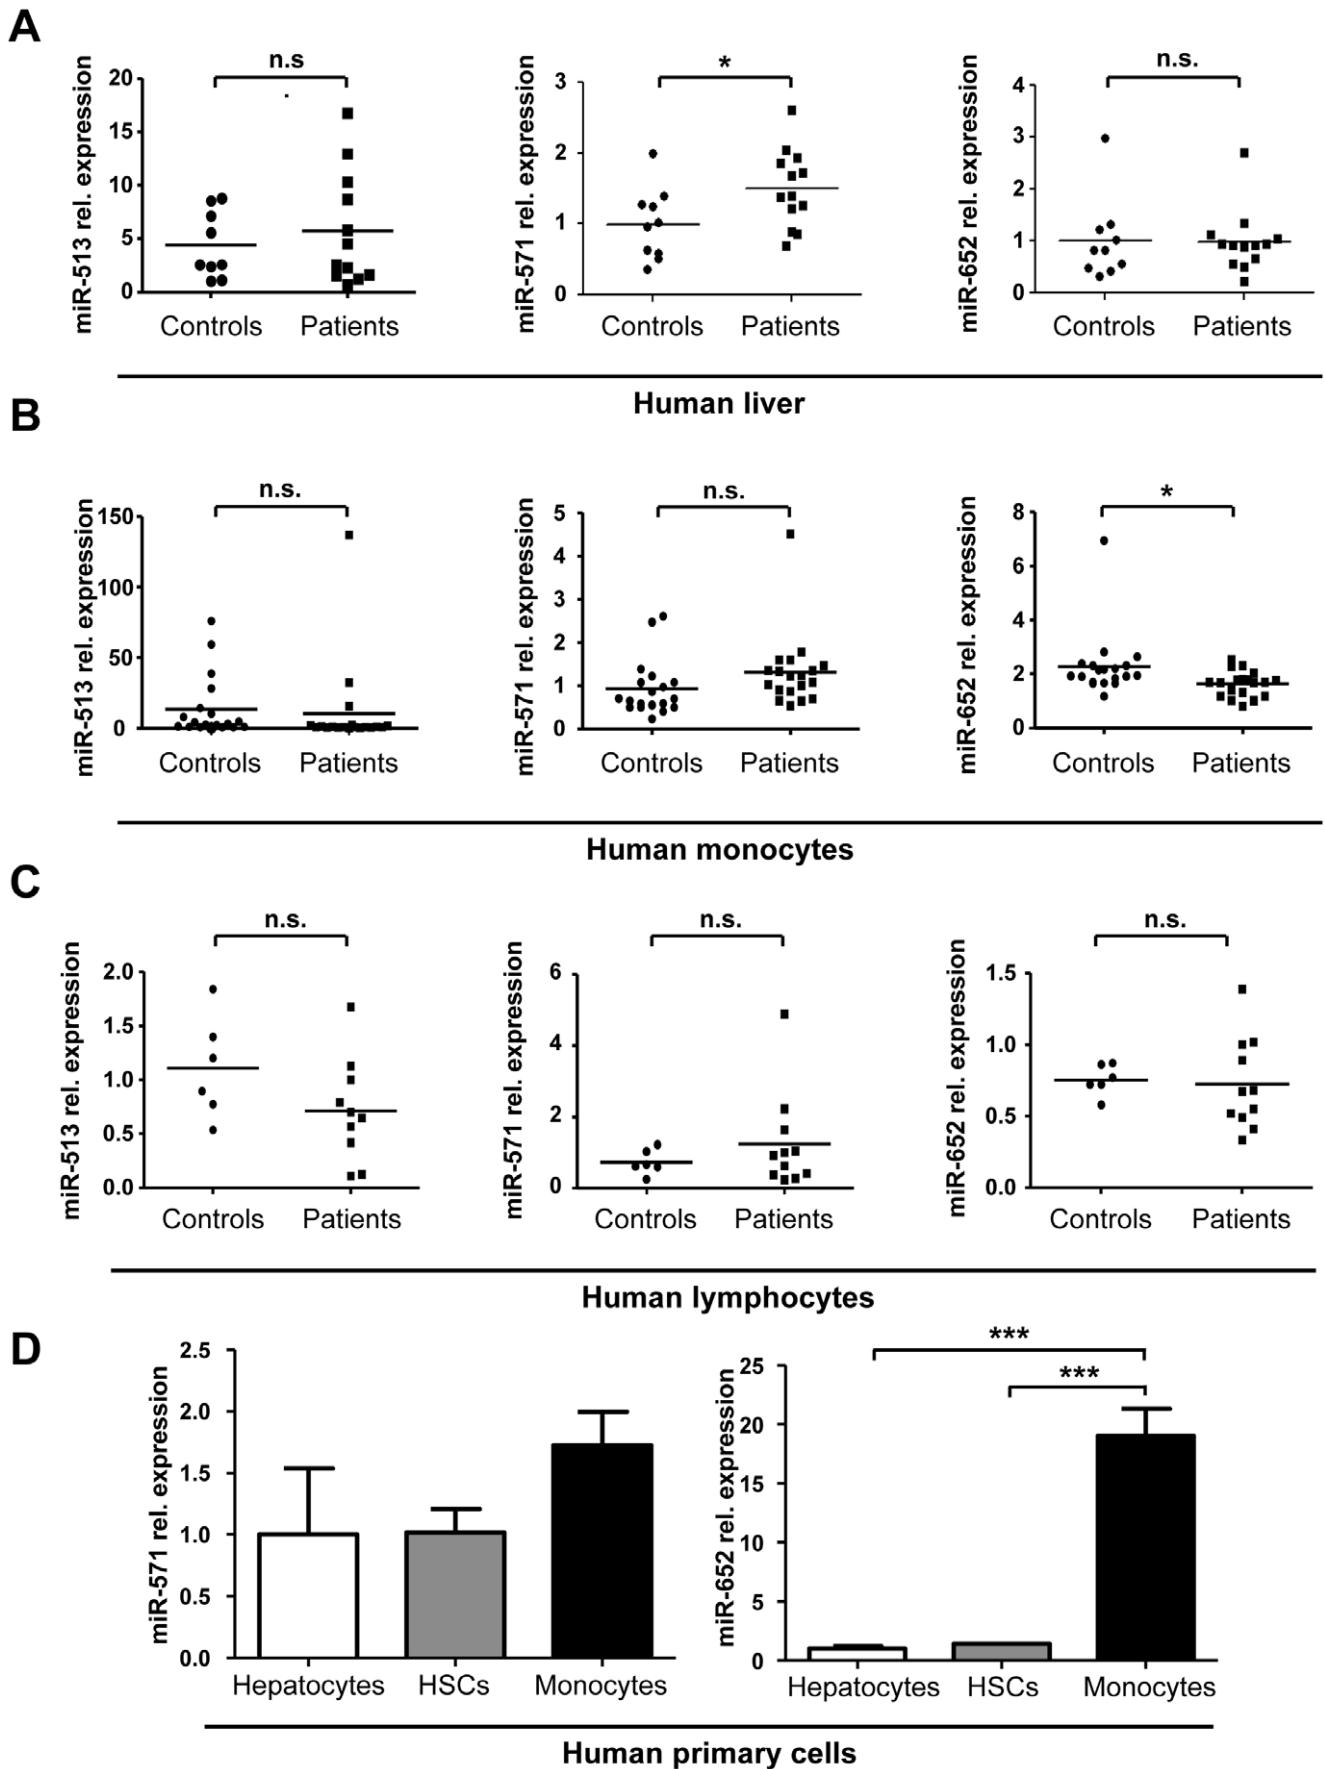 A
n.s
*
n.s.
miR-513 rel. expression
20
15
10
5
0
Controls Patients
miR-571 rel. expression
3
2
1
0
Controls Patients
miR-652 rel. expression
4
3
2
1
0
Controls Patients
Human liver
B
n.s.
n.s.
*
miR-513 rel. expression
150
100
50
0
Controls Patients
miR-571 rel. expression
5
4
3
2
1
0
Controls Patients
miR-652 rel. expression
8
6
4
2
0
Controls Patients
Human monocytes
C
n.s.
n.s.
n.s.
miR-513 rel. expression
2.0
1.5
1.0
0.5
0.0
Controls Patients
miR-571 rel. expression
6
4
2
0
Controls Patients
miR-652 rel. expression
1.5
1.0
0.5
0.0
Controls Patients
Human lymphocytes
D
miR-571 rel. expression
2.5
2.0
1.5
1.0
0.5
0.0
Hepatocytes HSCs Monocytes
***
***
miR-652 rel. expression
25
20
15
10
5
0
Hepatocytes HSCs Monocytes
Human primary cells